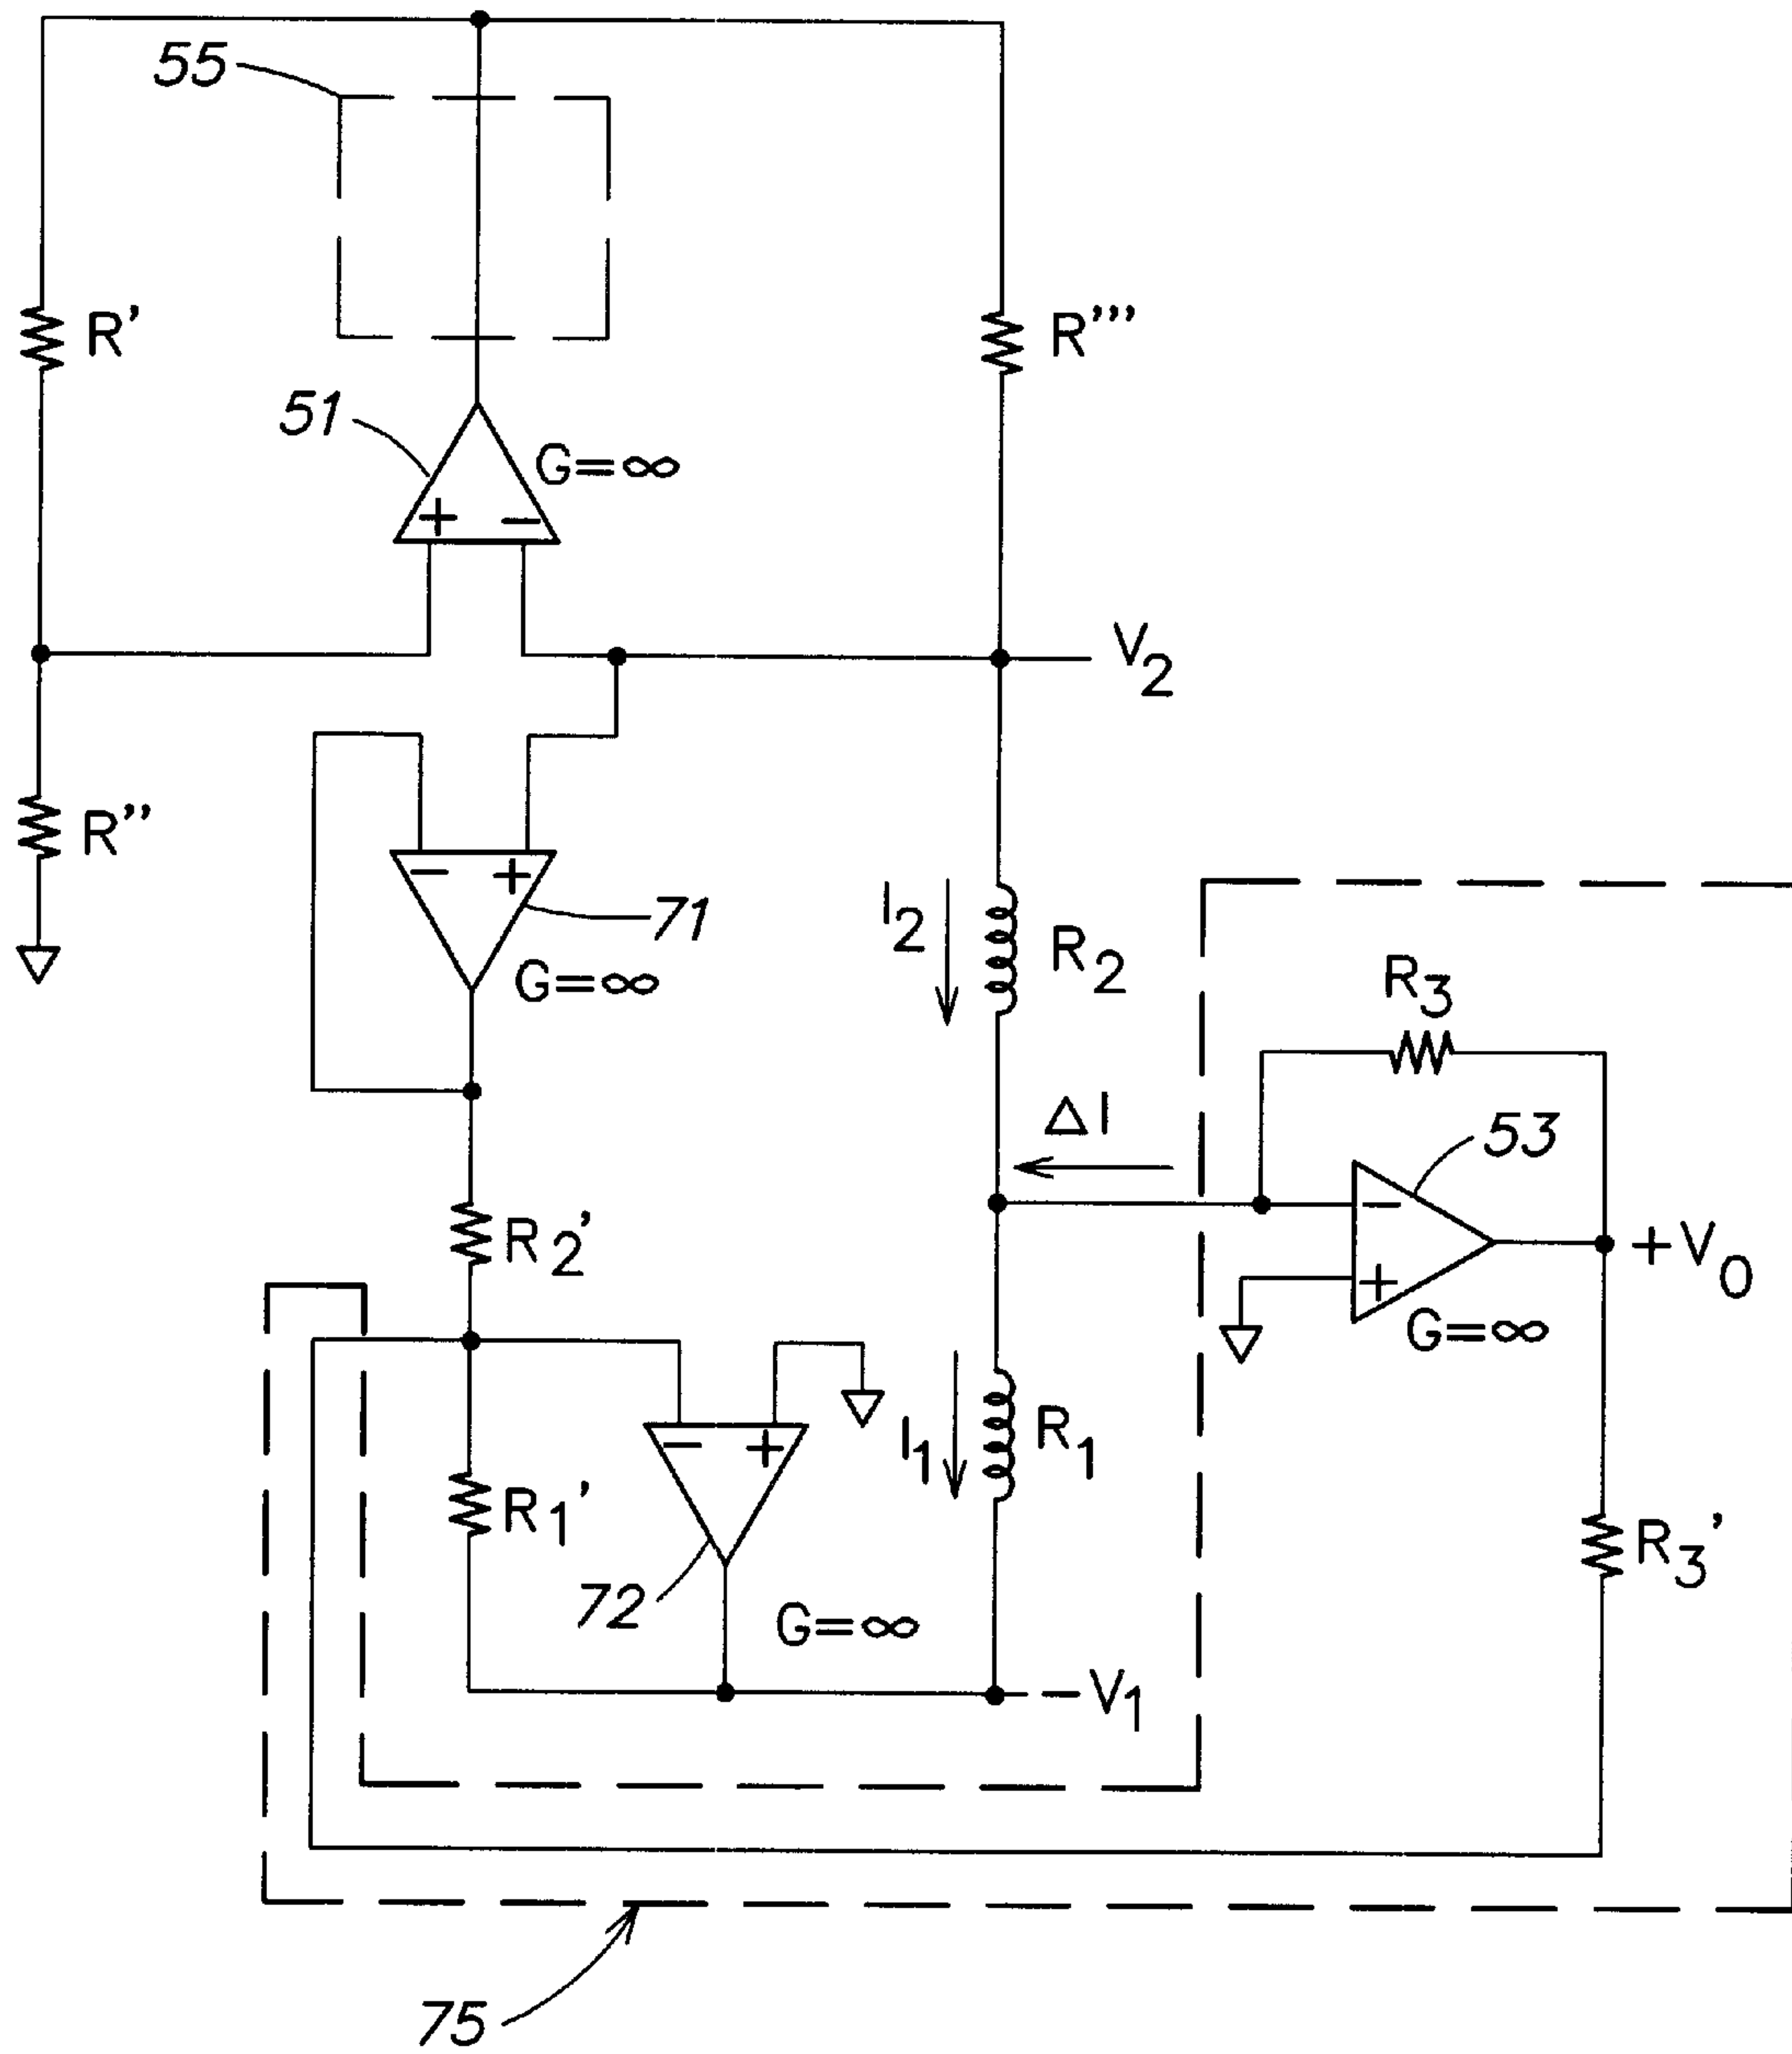 55
R'
R'''
51
G=∞
+ −
V2
R''
− +
71
I2
R2
G=∞
R3
ΔI
53
R2'
−
+V0
+
G=∞
− +
I1
R1
R1'
R3'
72
G=∞
−V1
75